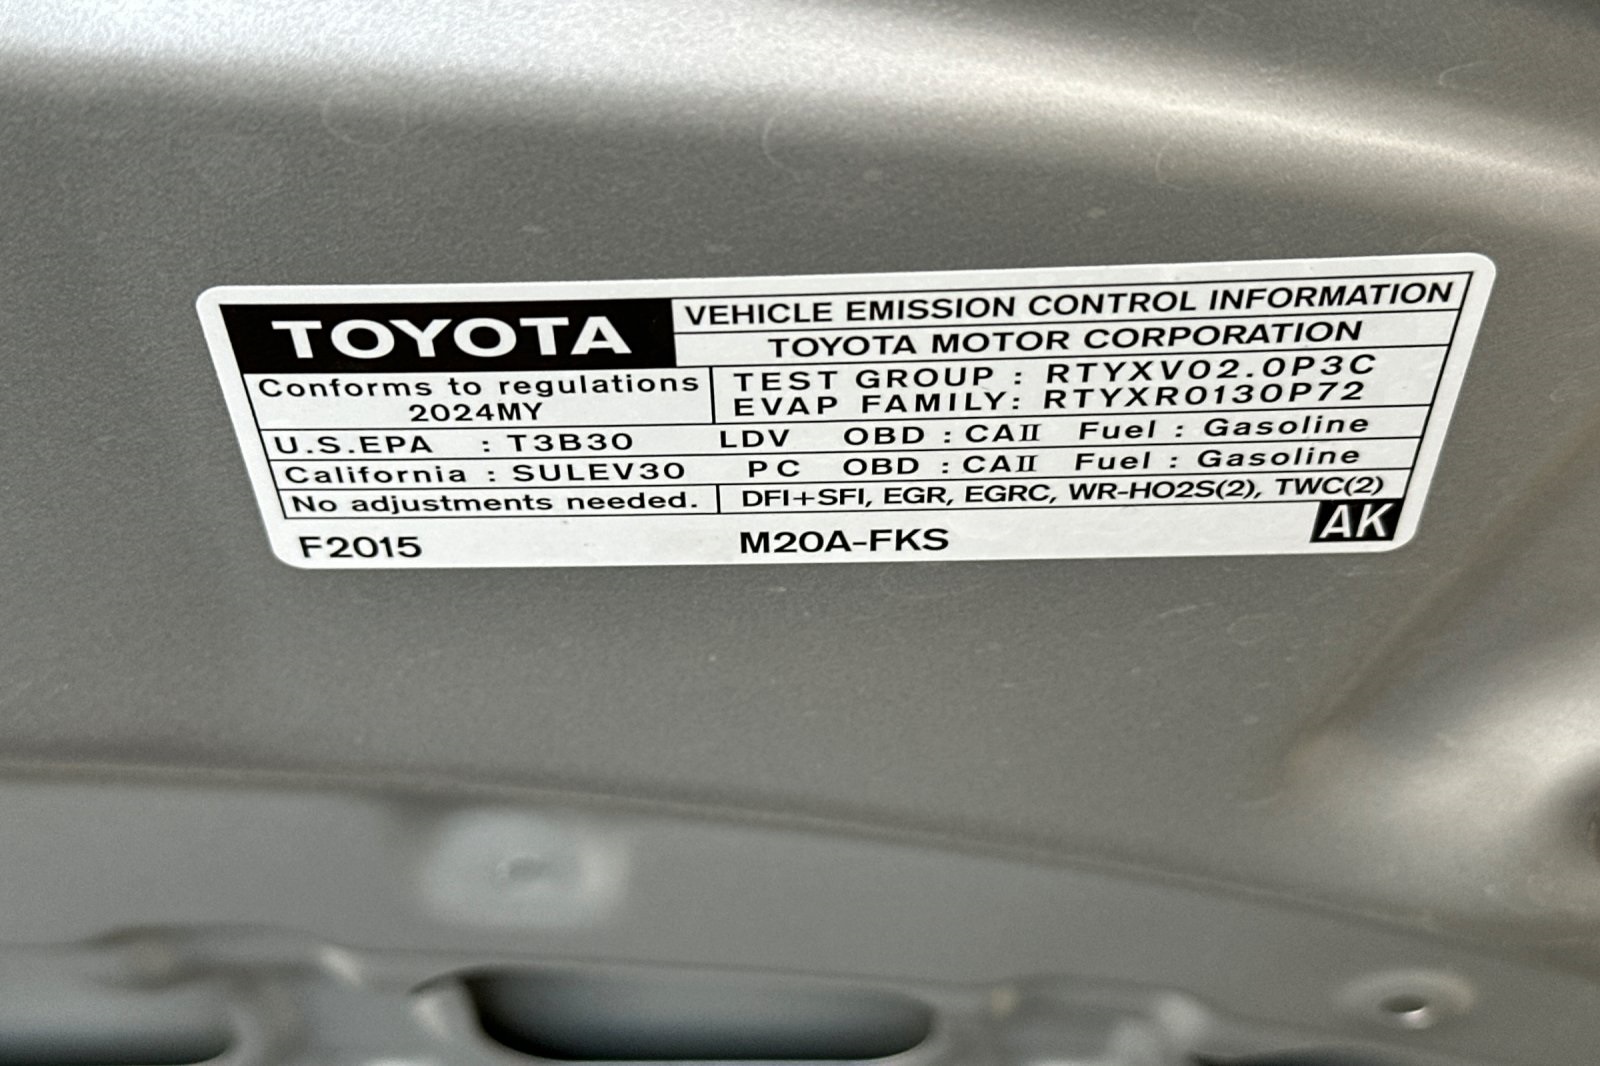 TOYOTA
VEHICLE EMISSION CONTROL INFORMATION
TOYOTA MOTOR CORPORATION
Conforms to regulations
2024MY
TEST GROUP : RTYXV02.0P3C
EVAP FAMILY: RTYXR0130P72
U.S.EPA : T3B30 LDV OBD : CAII Fuel : Gasoline
California : SULEV30 PC OBD : CAII Fuel : Gasoline
No adjustments needed. DFI+SFI, EGR, EGRC, WR-HO2S(2), TWC(2)
F2015 M20A-FKS AK